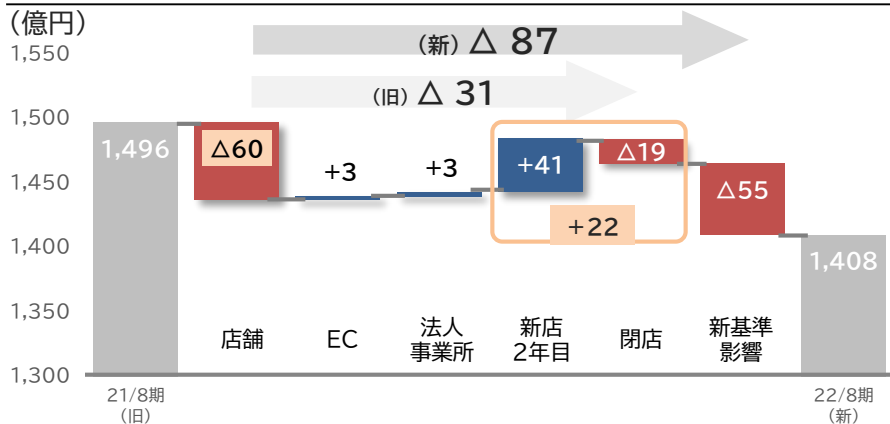 (億円)
1,550
1,500
1,450
1,400
1,350
1,300
(新) △ 87
(旧) △ 31
1,496
△60
+3
+3
+41
△19
△55
+22
1,408
店舗
EC
法人
事業所
新店
2年目
閉店
新基準
影響
21/8期
(旧)
22/8期
(新)